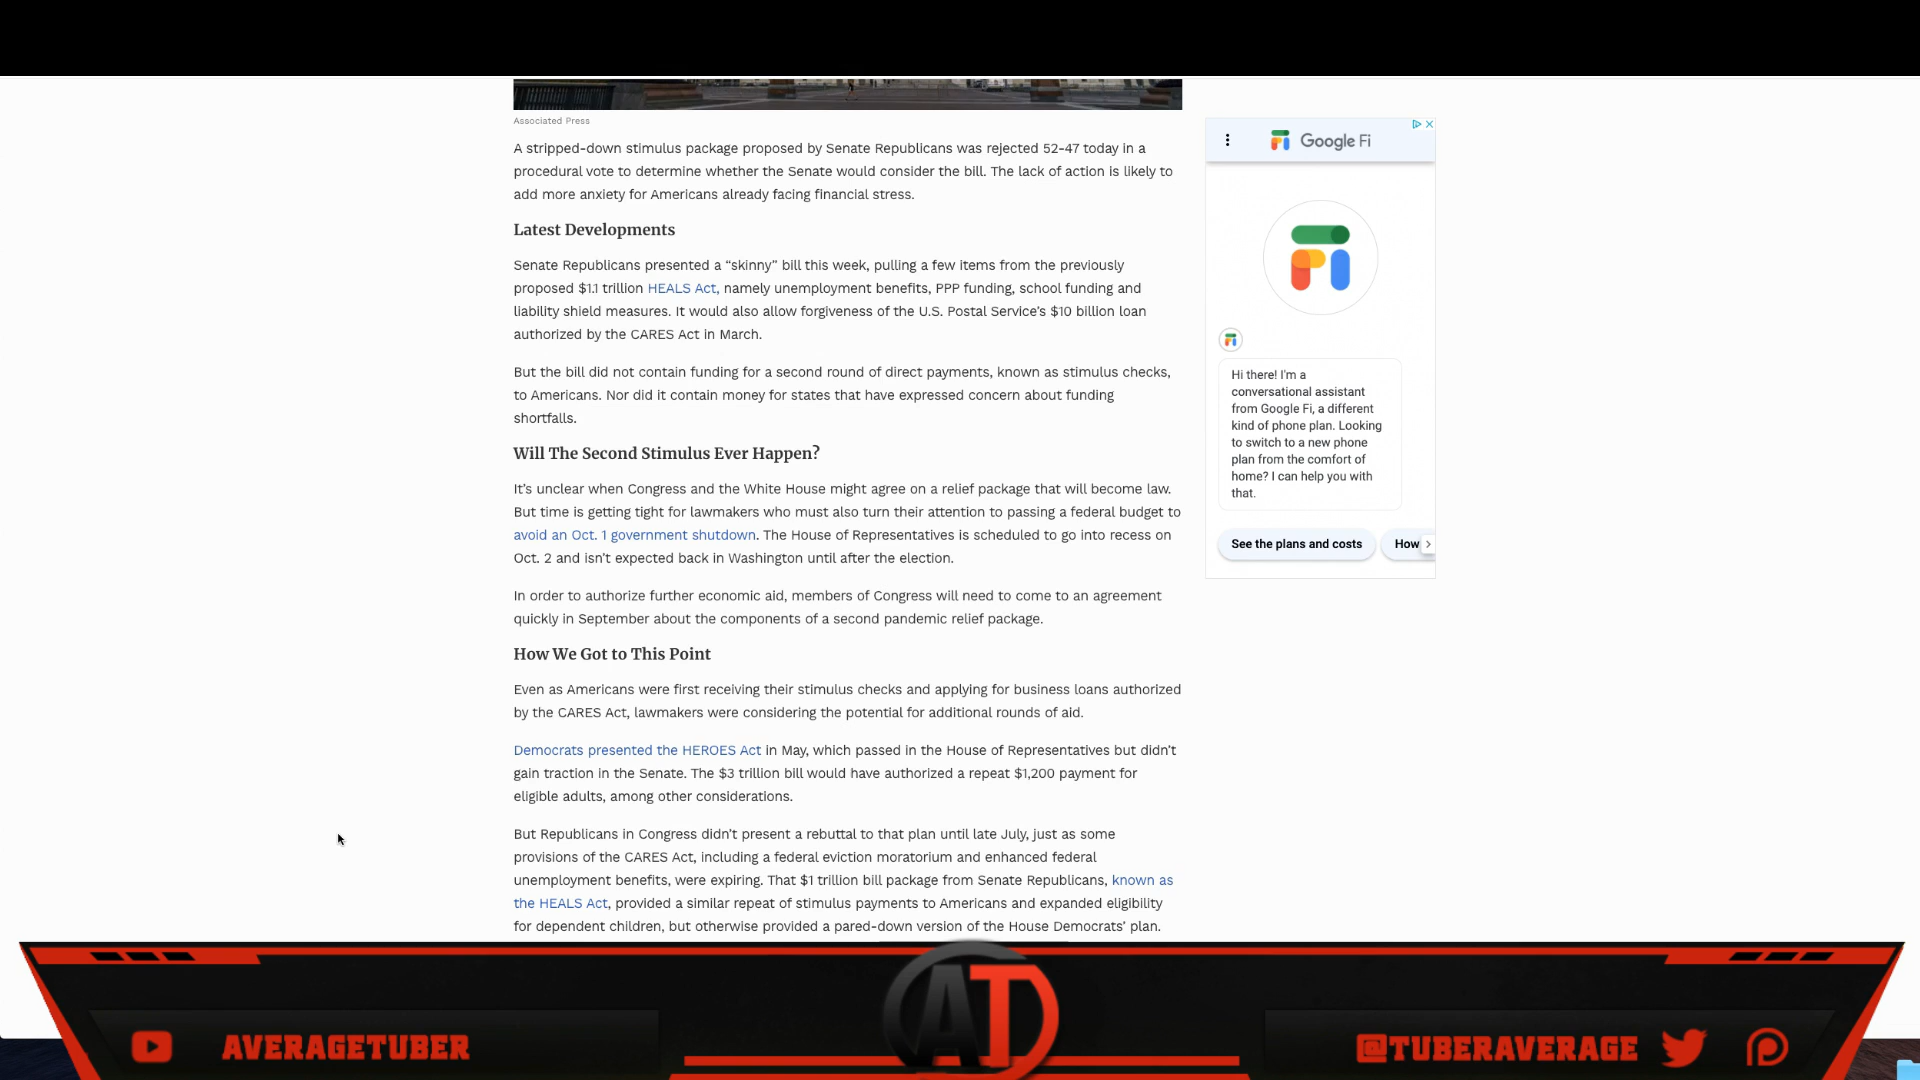 Associated Press
A stripped-down stimulus package proposed by Senate Republicans was rejected 52-47 today in a
procedural vote to determine whether the Senate would consider the bill. The lack of action is likely to
add more anxiety for Americans already facing financial stress.
Latest Developments
Senate Republicans presented a “skinny” bill this week, pulling a few items from the previously
proposed $1.1 trillion HEALS Act, namely unemployment benefits, PPP funding, school funding and
liability shield measures. It would also allow forgiveness of the U.S. Postal Service’s $10 billion loan
authorized by the CARES Act in March.
But the bill did not contain funding for a second round of direct payments, known as stimulus checks,
to Americans. Nor did it contain money for states that have expressed concern about funding
shortfalls.
Will The Second Stimulus Ever Happen?
It’s unclear when Congress and the White House might agree on a relief package that will become law.
But time is getting tight for lawmakers who must also turn their attention to passing a federal budget to
avoid an Oct. 1 government shutdown. The House of Representatives is scheduled to go into recess on
Oct. 2 and isn’t expected back in Washington until after the election.
In order to authorize further economic aid, members of Congress will need to come to an agreement
quickly in September about the components of a second pandemic relief package.
How We Got to This Point
Even as Americans were first receiving their stimulus checks and applying for business loans authorized
by the CARES Act, lawmakers were considering the potential for additional rounds of aid.
Democrats presented the HEROES Act in May, which passed in the House of Representatives but didn’t
gain traction in the Senate. The $3 trillion bill would have authorized a repeat $1,200 payment for
eligible adults, among other considerations.
But Republicans in Congress didn’t present a rebuttal to that plan until late July, just as some
provisions of the CARES Act, including a federal eviction moratorium and enhanced federal
unemployment benefits, were expiring. That $1 trillion bill package from Senate Republicans, known as
the HEALS Act, provided a similar repeat of stimulus payments to Americans and expanded eligibility
for dependent children, but otherwise provided a pared-down version of the House Democrats’ plan.
Google Fi
Hi there! I'm a
conversational assistant
from Google Fi, a different
kind of phone plan. Looking
to switch to a new phone
plan from the comfort of
home? I can help you with
that.
See the plans and costs
How
AVERAGETUBER
AT
@TUBERAVERAGE